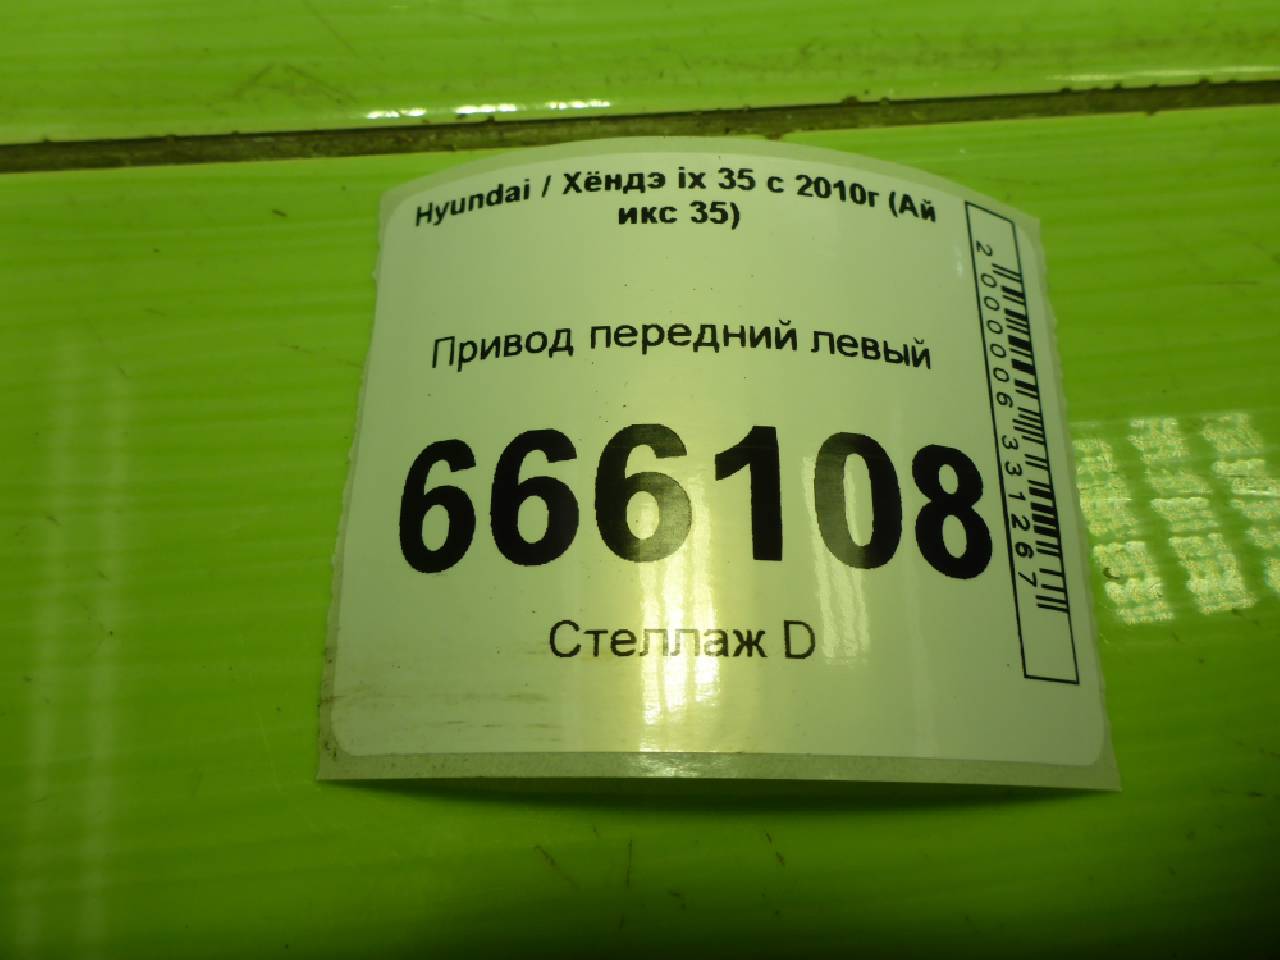 Hyundai / Хёндэ ix 35 с 2010г (Ай
икс 35)
Привод передний левый
666108
Стеллаж D
2000006331267